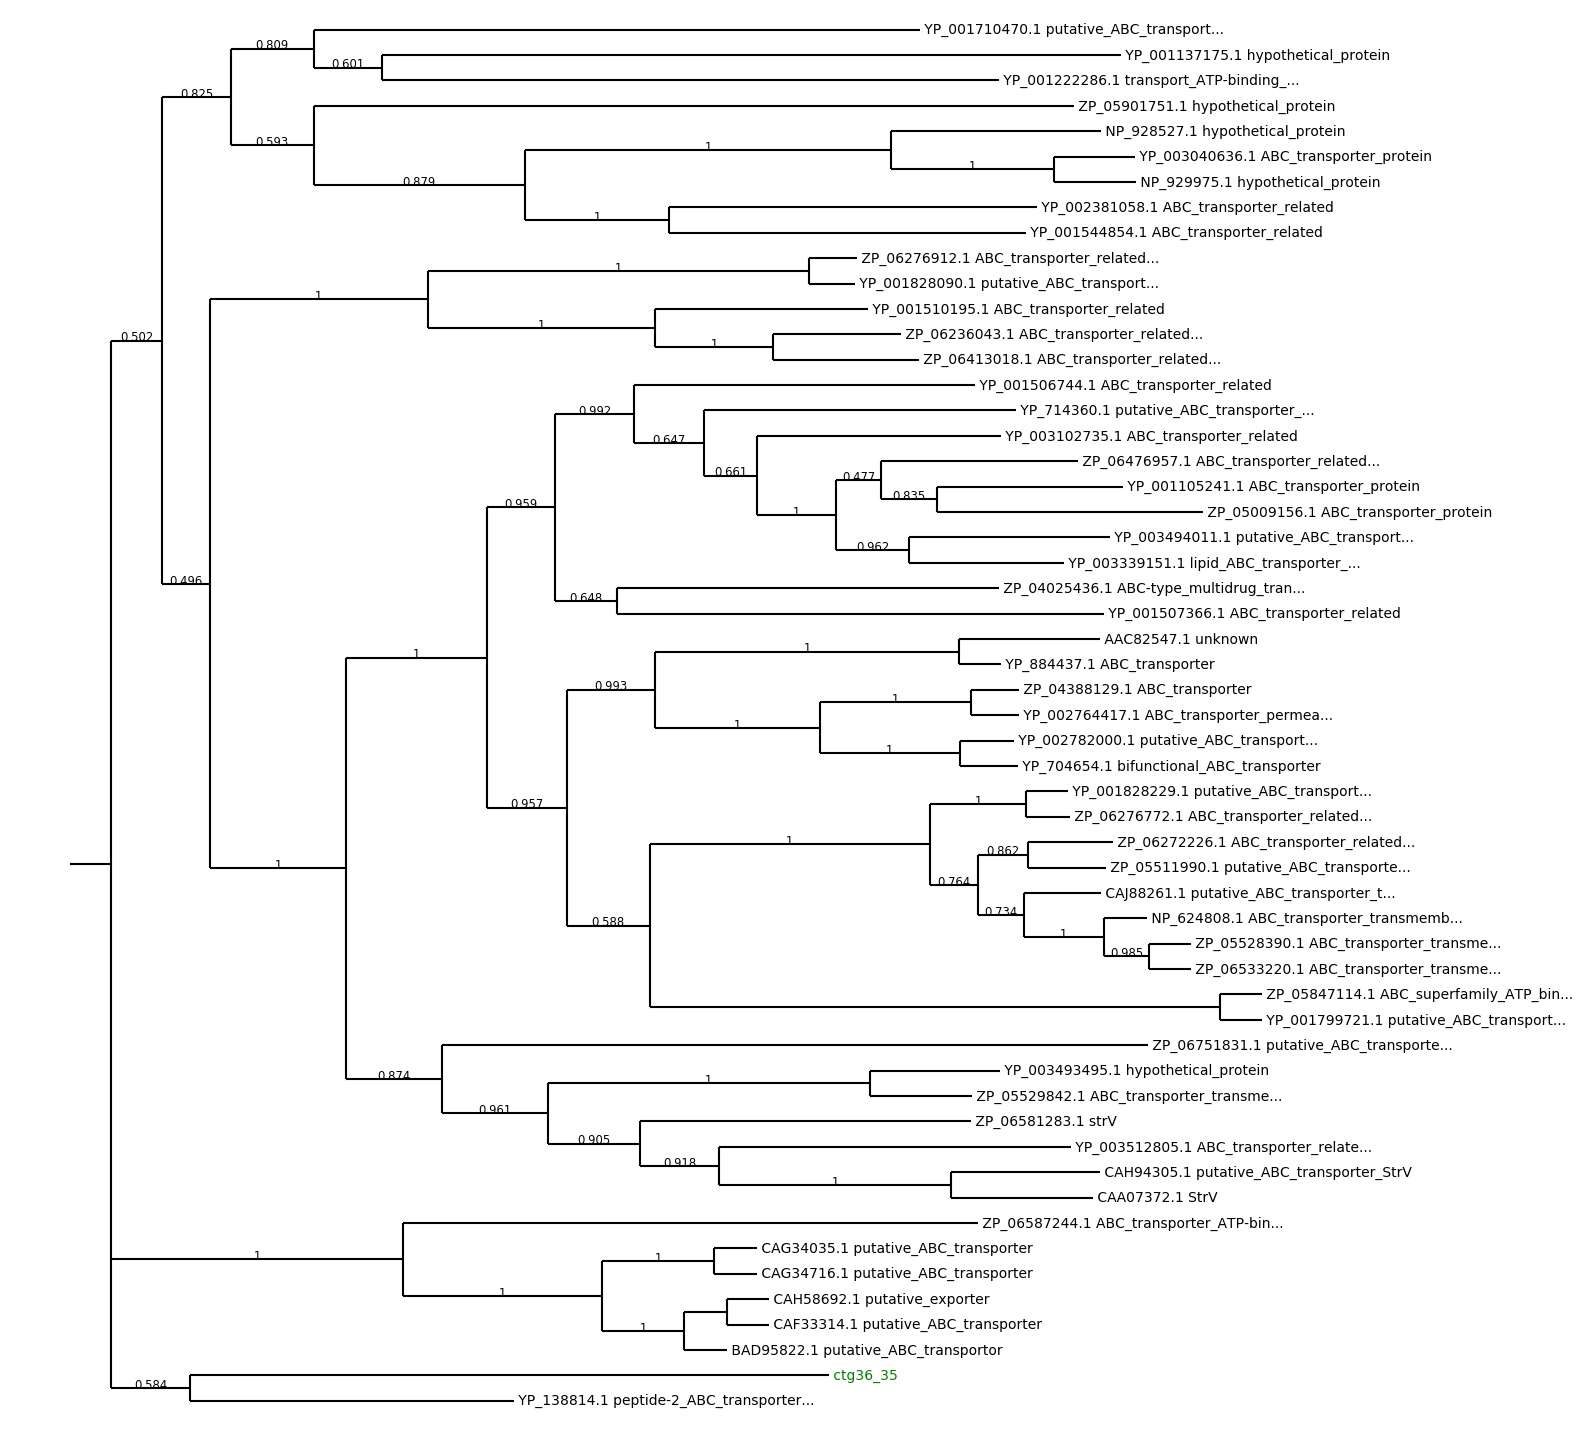 YP_001710470.1 putative_ABC_transport...
0.809
YP_001137175.1 hypothetical_protein
0.601
YP_001222286.1 transport_ATP-binding_...
0.825
ZP_05901751.1 hypothetical_protein
NP_928527.1 hypothetical_protein
0.593
1
YP_003040636.1 ABC_transporter_protein
1
NP_929975.1 hypothetical_protein
0.879
YP_002381058.1 ABC_transporter_related
1
YP_001544854.1 ABC_transporter_related
ZP_06276912.1 ABC_transporter_related...
1
YP_001828090.1 putative_ABC_transport...
1
YP_001510195.1 ABC_transporter_related
1
ZP_06236043.1 ABC_transporter_related...
0.502
1
ZP_06413018.1 ABC_transporter_related...
YP_001506744.1 ABC_transporter_related
0.992
YP_714360.1 putative_ABC_transporter_...
0.647
YP_003102735.1 ABC_transporter_related
ZP_06476957.1 ABC_transporter_related...
0.661
0.477
YP_001105241.1 ABC_transporter_protein
0.835
0.959
1
ZP_05009156.1 ABC_transporter_protein
YP_003494011.1 putative_ABC_transport...
0.962
YP_003339151.1 lipid_ABC_transporter_...
0.496
ZP_04025436.1 ABC-type_multidrug_tran...
0.648
YP_001507366.1 ABC_transporter_related
AAC82547.1 unknown
1
1
YP_884437.1 ABC_transporter
0.993
ZP_04388129.1 ABC_transporter
1
YP_002764417.1 ABC_transporter_permea...
1
YP_002782000.1 putative_ABC_transport...
1
YP_704654.1 bifunctional_ABC_transporter
YP_001828229.1 putative_ABC_transport...
0.957
1
ZP_06276772.1 ABC_transporter_related...
1
ZP_06272226.1 ABC_transporter_related...
0.862
1
ZP_05511990.1 putative_ABC_transporte...
0.764
CAJ88261.1 putative_ABC_transporter_t...
0.588
0.734
NP_624808.1 ABC_transporter_transmemb...
1
ZP_05528390.1 ABC_transporter_transme...
0.985
ZP_06533220.1 ABC_transporter_transme...
ZP_05847114.1 ABC_superfamily_ATP_bin...
YP_001799721.1 putative_ABC_transport...
ZP_06751831.1 putative_ABC_transporte...
0.874
1
YP_003493495.1 hypothetical_protein
ZP_05529842.1 ABC_transporter_transme...
0.961
ZP_06581283.1 strV
0.905
YP_003512805.1 ABC_transporter_relate...
0.918
CAH94305.1 putative_ABC_transporter_StrV
1
CAA07372.1 StrV
ZP_06587244.1 ABC_transporter_ATP-bin...
1
CAG34035.1 putative_ABC_transporter
1
CAG34716.1 putative_ABC_transporter
1
CAH58692.1 putative_exporter
1
CAF33314.1 putative_ABC_transporter
BAD95822.1 putative_ABC_transportor
0.584
ctg36_35
YP_138814.1 peptide-2_ABC_transporter...